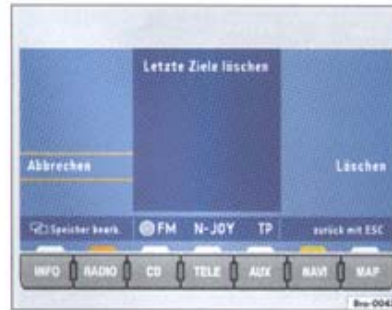 Letzte Ziele löschen
Abbrechen
Löschen
Speicher bearb.
FM N-JOY TP
zurück mit ESC
INFO RADIO CD TELE AUX NAVI MAP